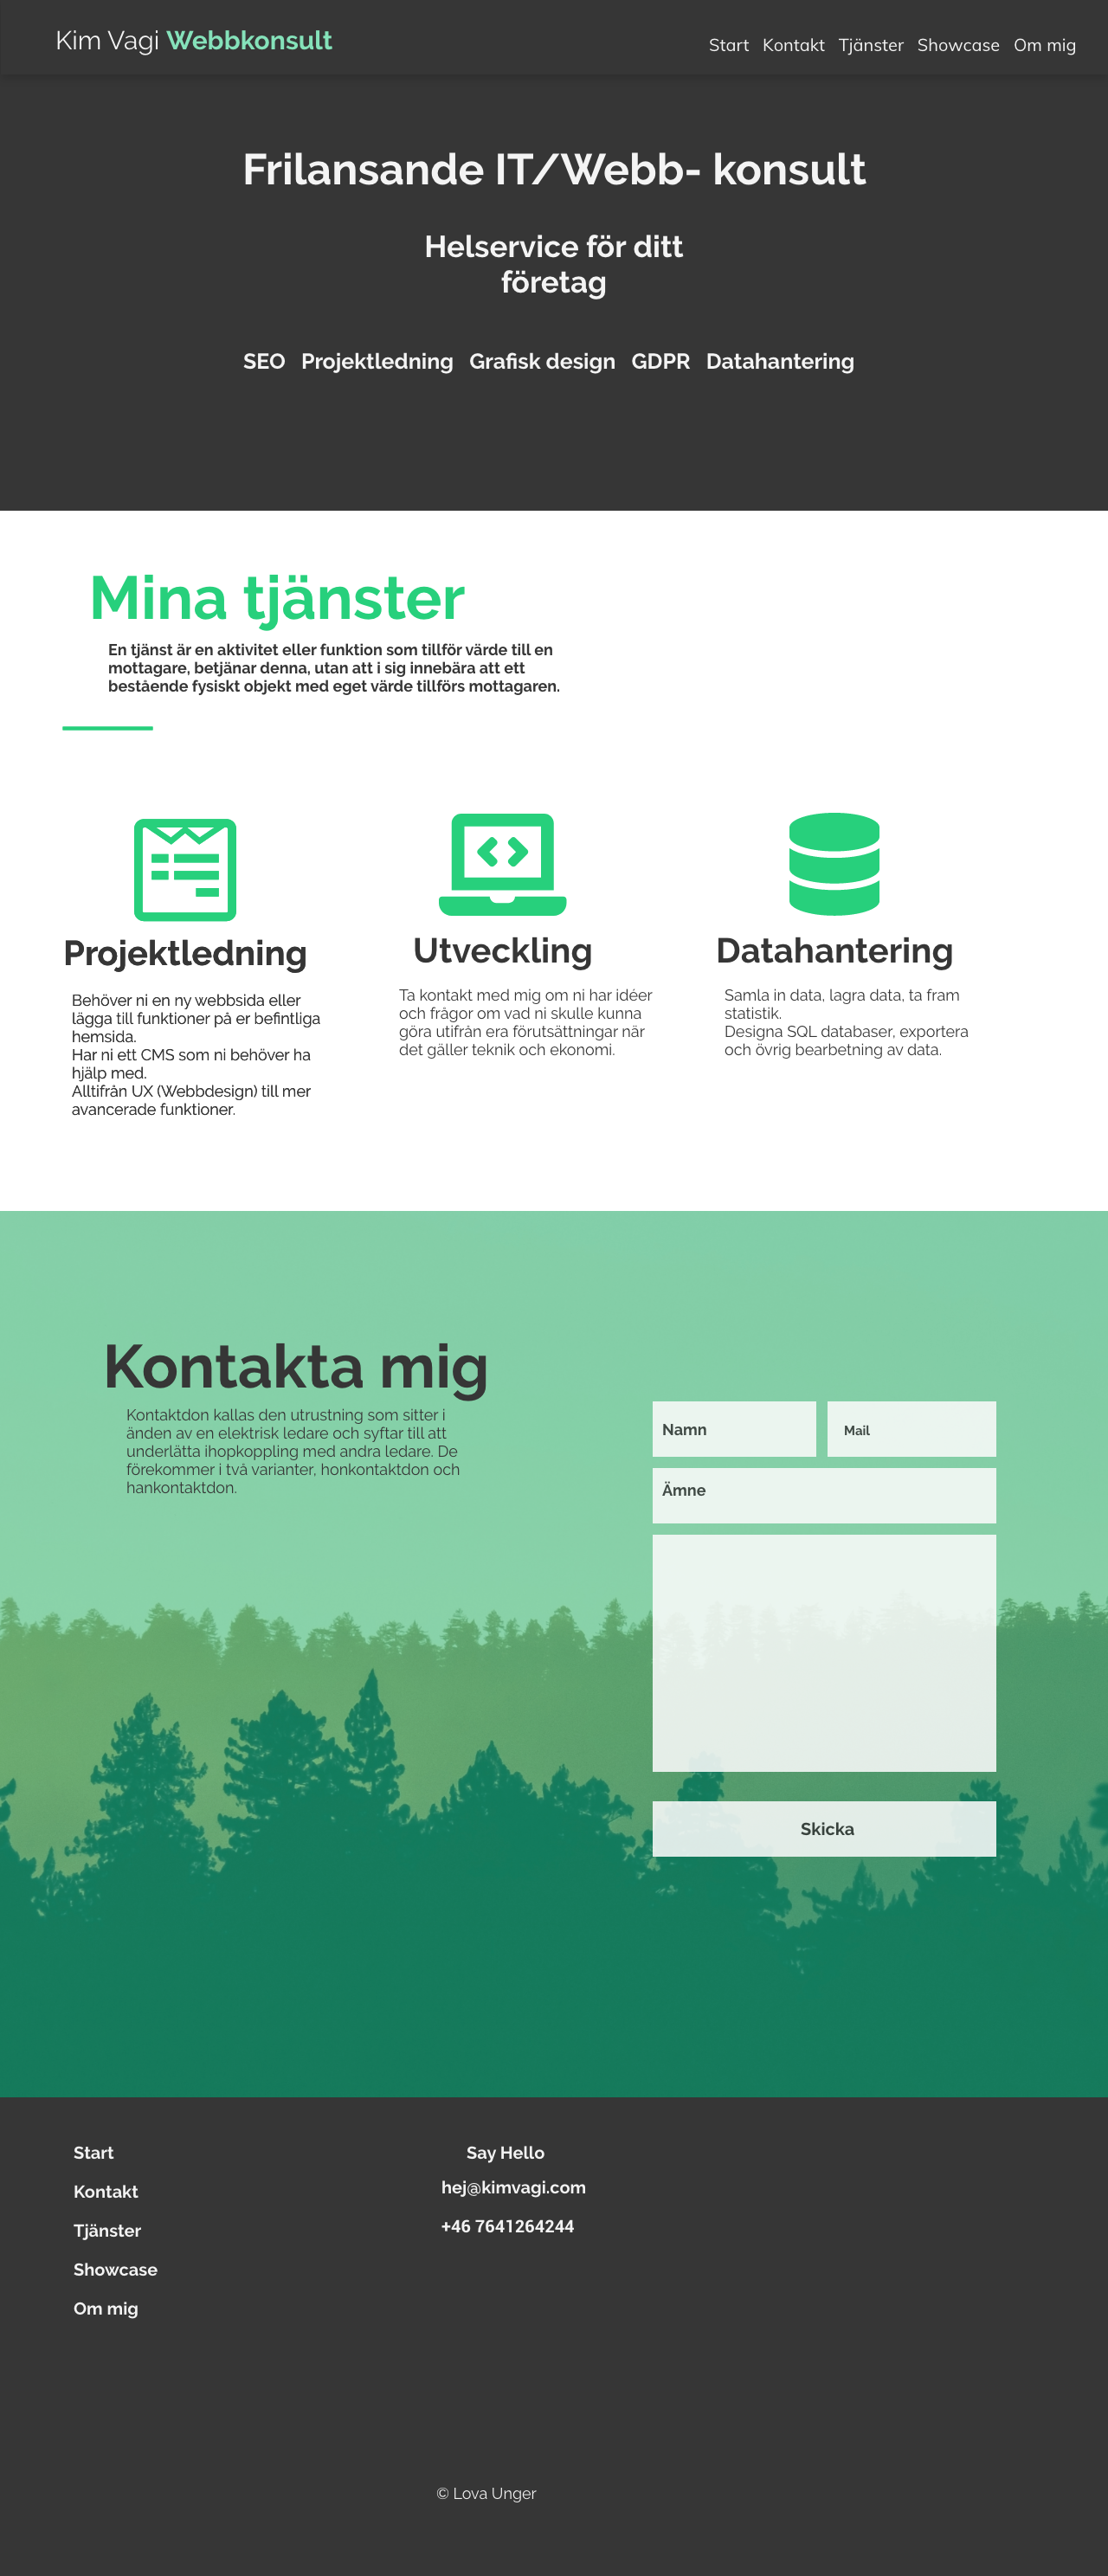 Kim Vagi Webbkonsult
Start Kontakt Tjänster Showcase Om mig
Frilansande IT/Webb- konsult
Helservice för ditt
företag
SEO Projektledning Grafisk design GDPR Datahantering
Mina tjänster
En tjänst är en aktivitet eller funktion som tillför värde till en
mottagare, betjänar denna, utan att i sig innebära att ett
bestående fysiskt objekt med eget värde tillförs mottagaren.
Projektledning
Behöver ni en ny webbsida eller
lägga till funktioner på er befintliga
hemsida.
Har ni ett CMS som ni behöver ha
hjälp med.
Alltifrån UX (Webbdesign) till mer
avancerade funktioner.
Utveckling
Ta kontakt med mig om ni har idéer
och frågor om vad ni skulle kunna
göra utifrån era förutsättningar när
det gäller teknik och ekonomi.
Datahantering
Samla in data, lagra data, ta fram
statistik.
Designa SQL databaser, exportera
och övrig bearbetning av data.
Kontakta mig
Kontaktdon kallas den utrustning som sitter i
änden av en elektrisk ledare och syftar till att
underlätta ihopkoppling med andra ledare. De
förekommer i två varianter, honkontaktdon och
hankontaktdon.
Namn
Mail
Ämne
Skicka
Start
Kontakt
Tjänster
Showcase
Om mig
Say Hello
hej@kimvagi.com
+46 7641264244
© Lova Unger